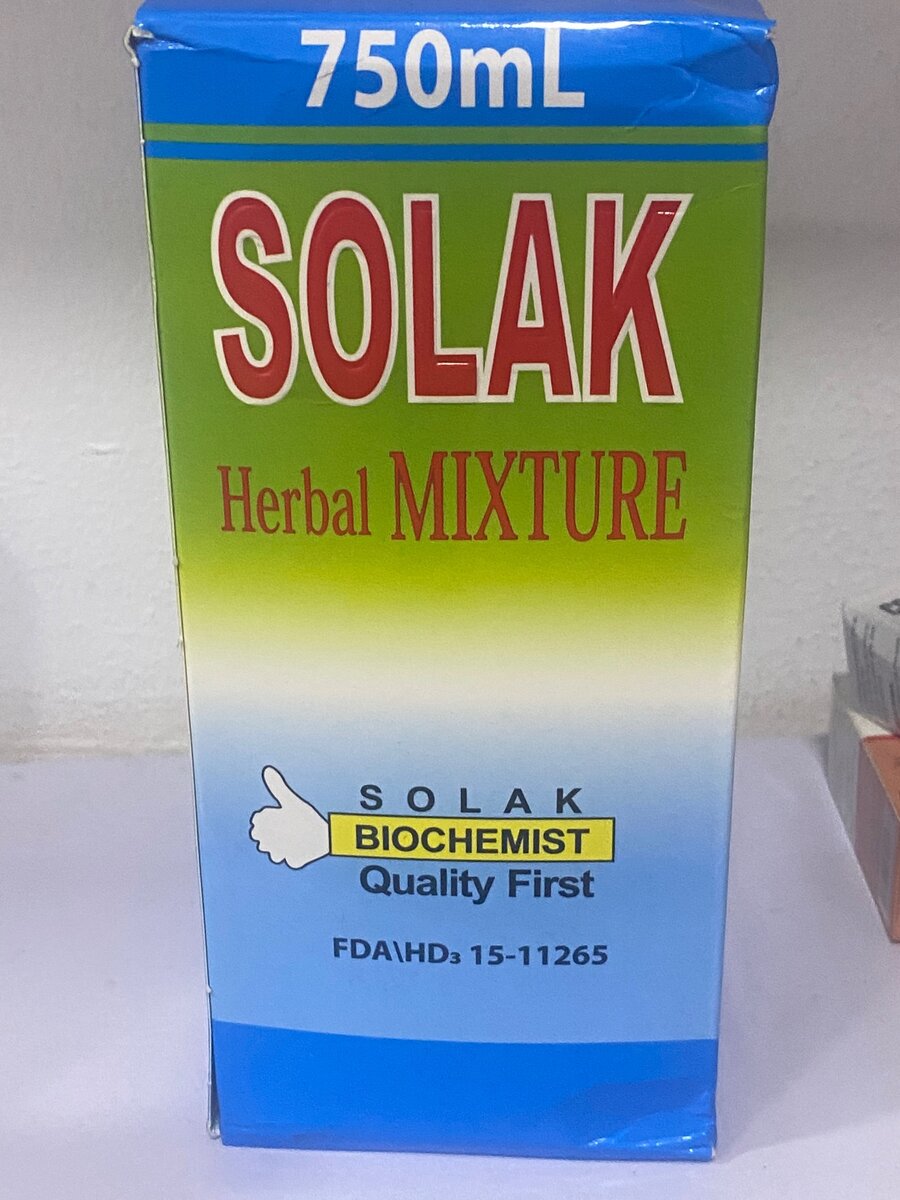 750mL
SOLAK
Herbal MIXTURE
SOLAK
BIOCHEMIST
Quality First
FDA\HD₃ 15-11265